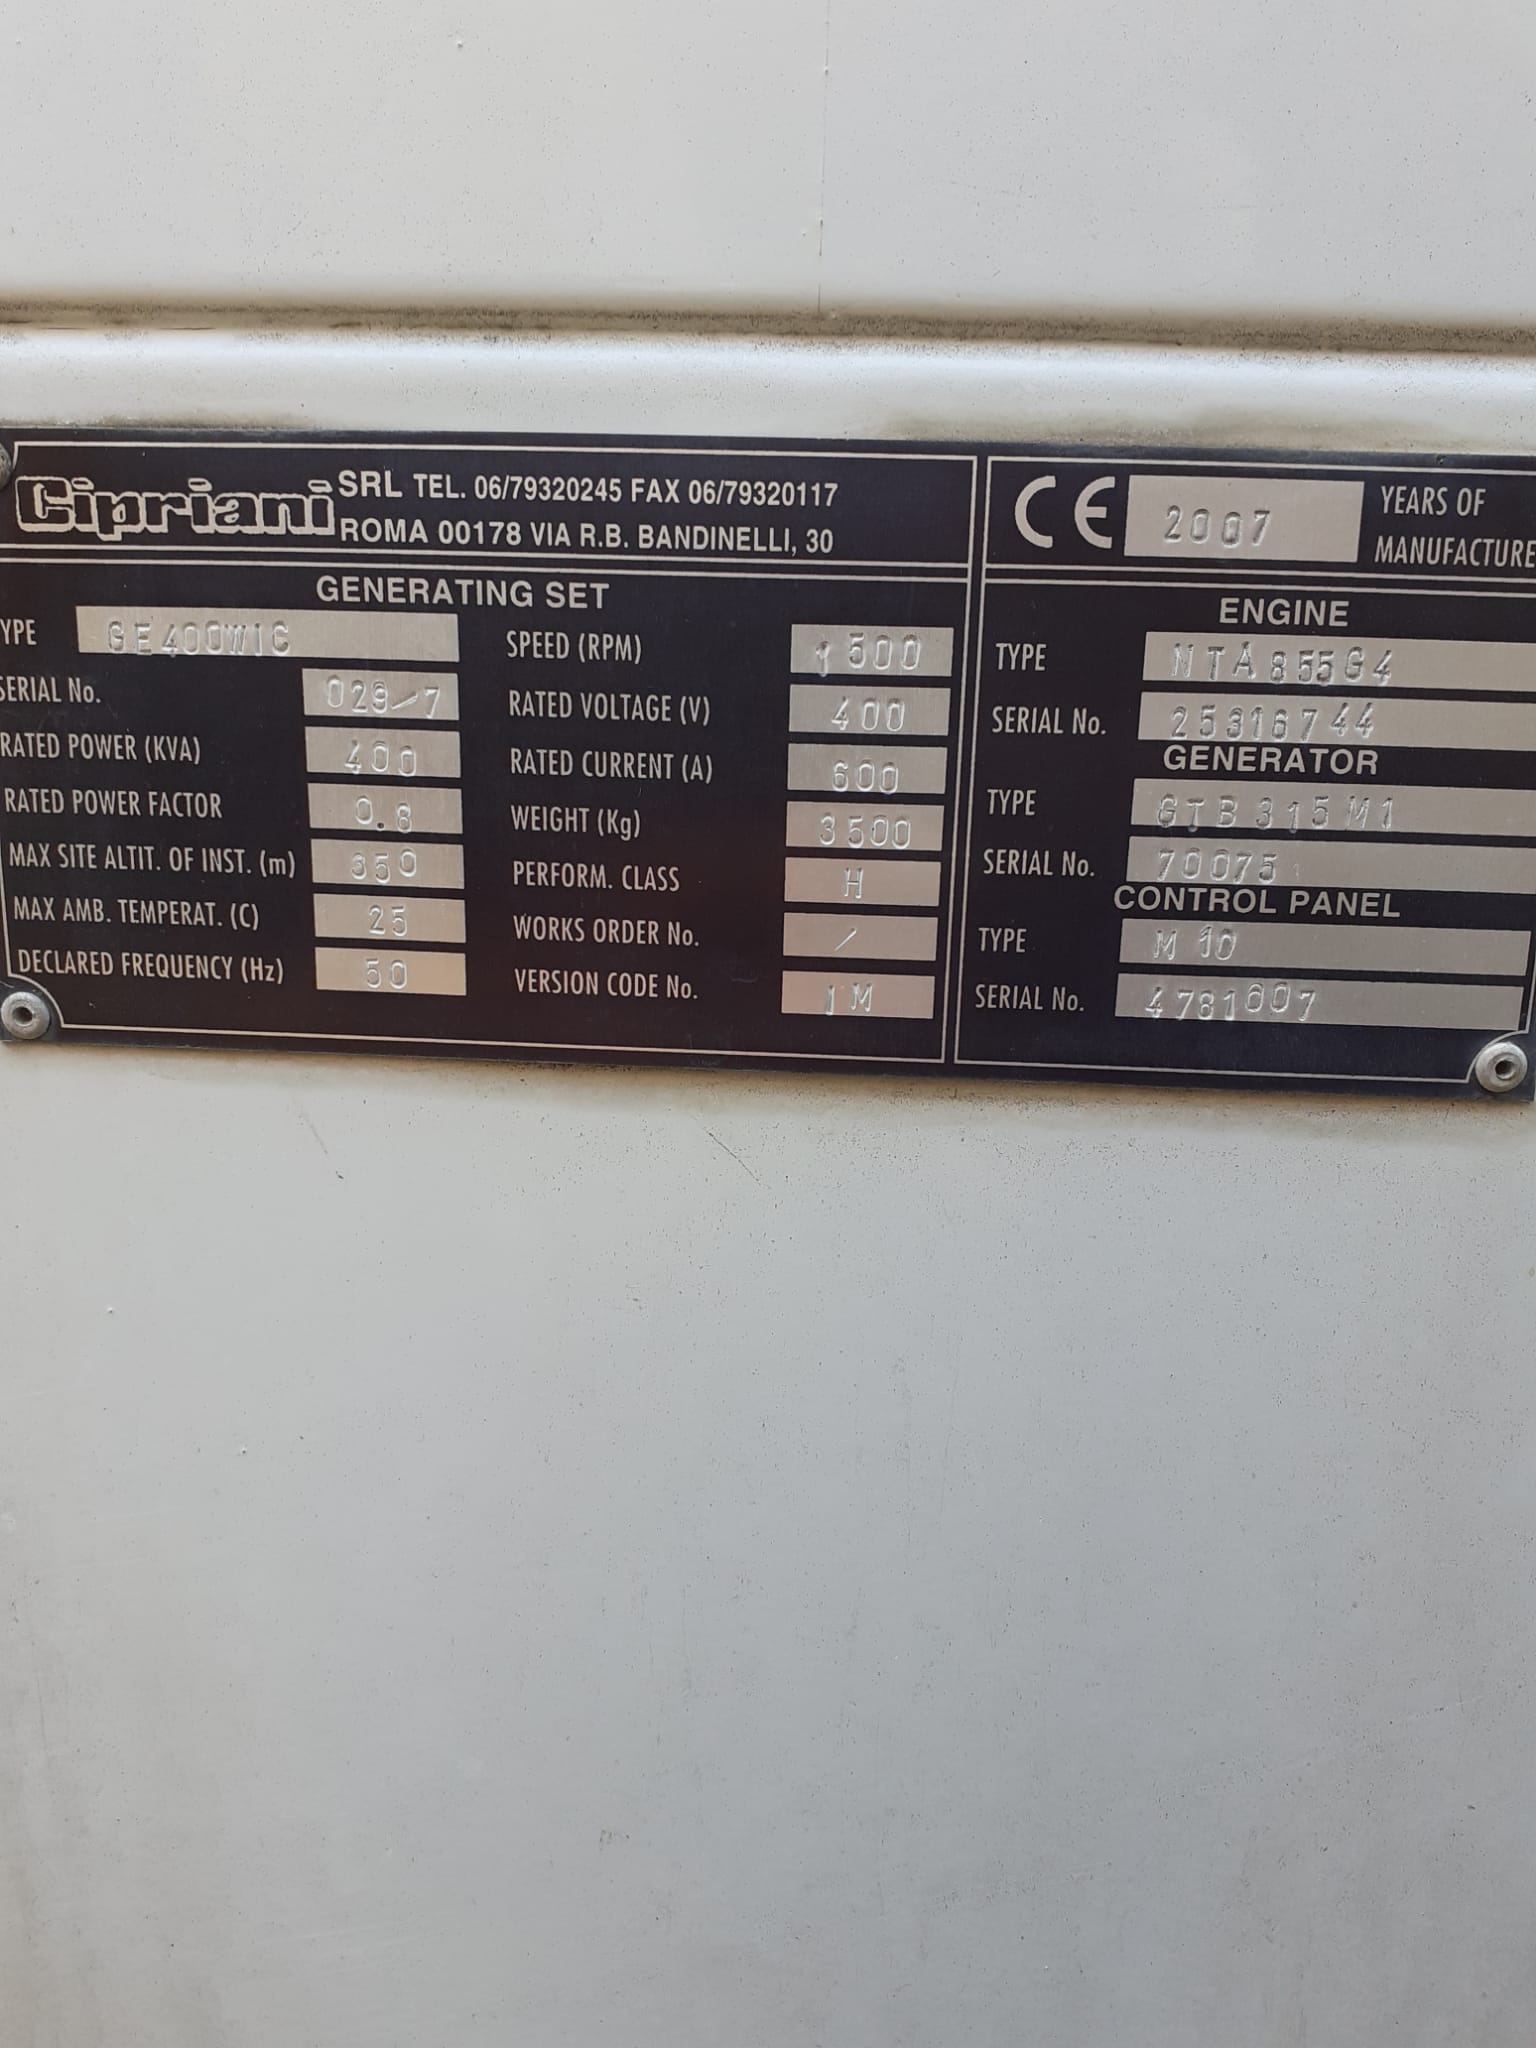 Cipriani SRL TEL. 06/79320245 FAX 06/79320117
ROMA 00178 VIA R.B. BANDINELLI, 30
GENERATING SET
YPE GE400WIC
SERIAL No. 029/7
RATED POWER (KVA) 400
RATED POWER FACTOR 0.8
MAX SITE ALTIT. OF INST. (m) 350
MAX AMB. TEMPERAT. (C) 25
DECLARED FREQUENCY (Hz) 50
SPEED (RPM) 1500
RATED VOLTAGE (V) 400
RATED CURRENT (A) 600
WEIGHT (Kg) 3500
PERFORM. CLASS H
WORKS ORDER No. /
VERSION CODE No. 1M
CE 2007 YEARS OF
MANUFACTURE
ENGINE
TYPE NTA855G4
SERIAL No. 25316744
GENERATOR
TYPE GTB315M1
SERIAL No. 70075
CONTROL PANEL
TYPE M 10
SERIAL No. 4781607